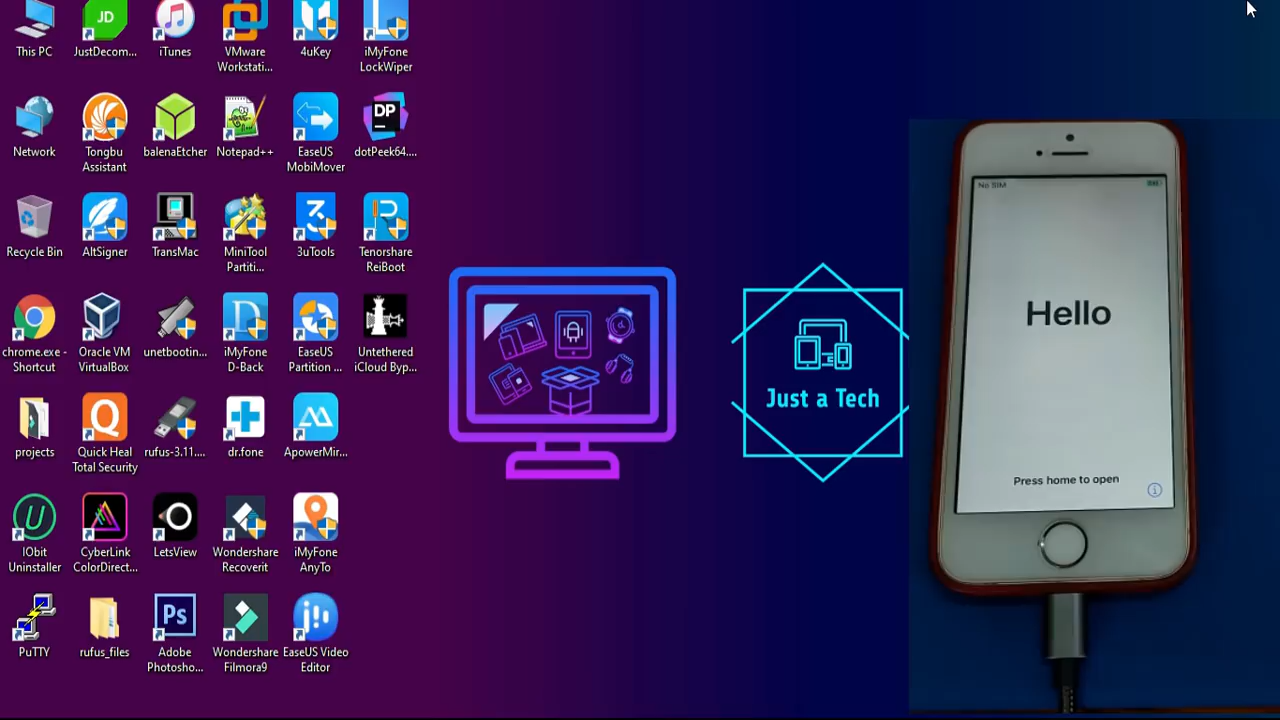 This PC
JustDecom...
iTunes
VMware
Workstati...
4uKey
iMyFone
LockWiper
Network
Tongbu
Assistant
balenaEtcher
Notepad++
EaseUS
MobiMover
dotPeek64....
Recycle Bin
AltSigner
TransMac
MiniTool
Partiti...
3uTools
Tenorshare
ReiBoot
chrome.exe -
Shortcut
Oracle VM
VirtualBox
unetbootin...
iMyFone
D-Back
EaseUS
Partition ...
Untethered
iCloud Byp...
projects
Quick Heal
Total Security
rufus-3.11....
dr.fone
ApowerMir...
IObit
Uninstaller
CyberLink
ColorDirect...
LetsView
Wondershare
Recoverit
iMyFone
AnyTo
PuTTY
rufus_files
Adobe
Photosho...
Wondershare
Filmora9
EaseUS Video
Editor
JD
DP
Ps
Just a Tech
No SIM
Hello
Press home to open